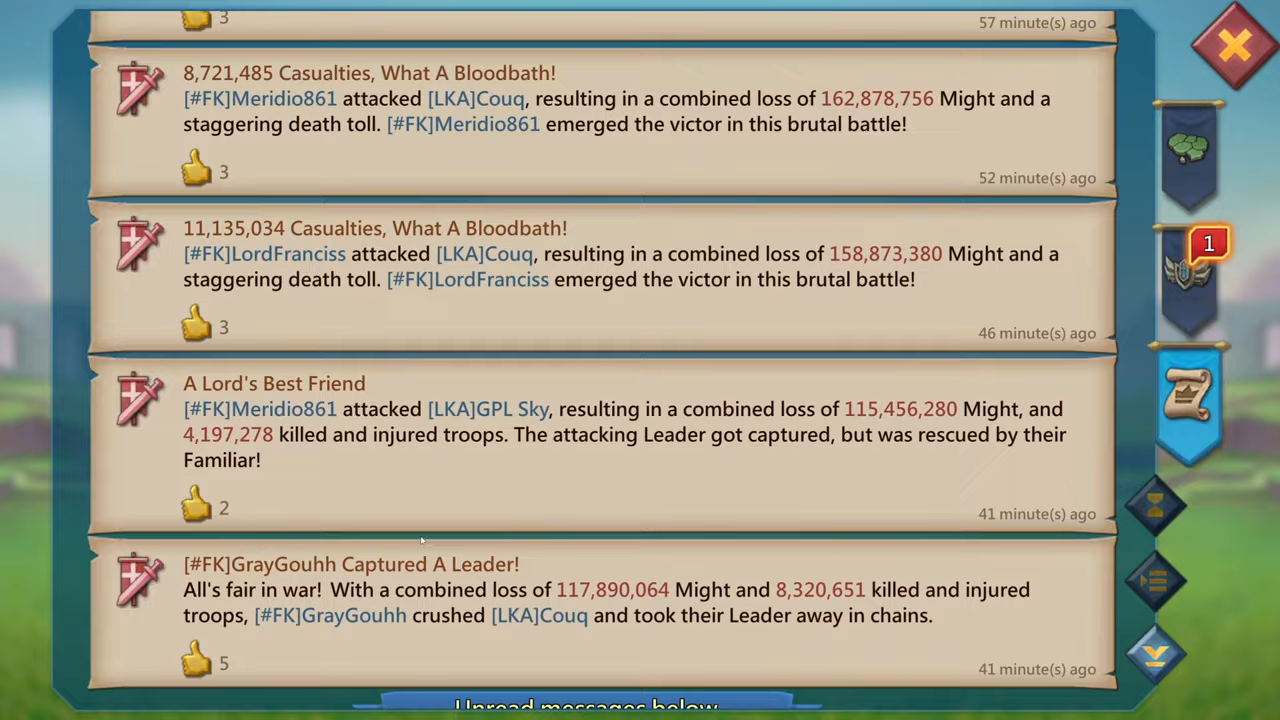 3
57 minute(s) ago
8,721,485 Casualties, What A Bloodbath!
[#FK]Meridio861 attacked [LKA]Couq, resulting in a combined loss of 162,878,756 Might and a
staggering death toll. [#FK]Meridio861 emerged the victor in this brutal battle!
3
52 minute(s) ago
11,135,034 Casualties, What A Bloodbath!
[#FK]LordFranciss attacked [LKA]Couq, resulting in a combined loss of 158,873,380 Might and a
staggering death toll. [#FK]LordFranciss emerged the victor in this brutal battle!
3
46 minute(s) ago
A Lord's Best Friend
[#FK]Meridio861 attacked [LKA]GPL Sky, resulting in a combined loss of 115,456,280 Might, and
4,197,278 killed and injured troops. The attacking Leader got captured, but was rescued by their
Familiar!
2
41 minute(s) ago
[#FK]GrayGouhh Captured A Leader!
All's fair in war! With a combined loss of 117,890,064 Might and 8,320,651 killed and injured
troops, [#FK]GrayGouhh crushed [LKA]Couq and took their Leader away in chains.
5
41 minute(s) ago
Unread messages below
1